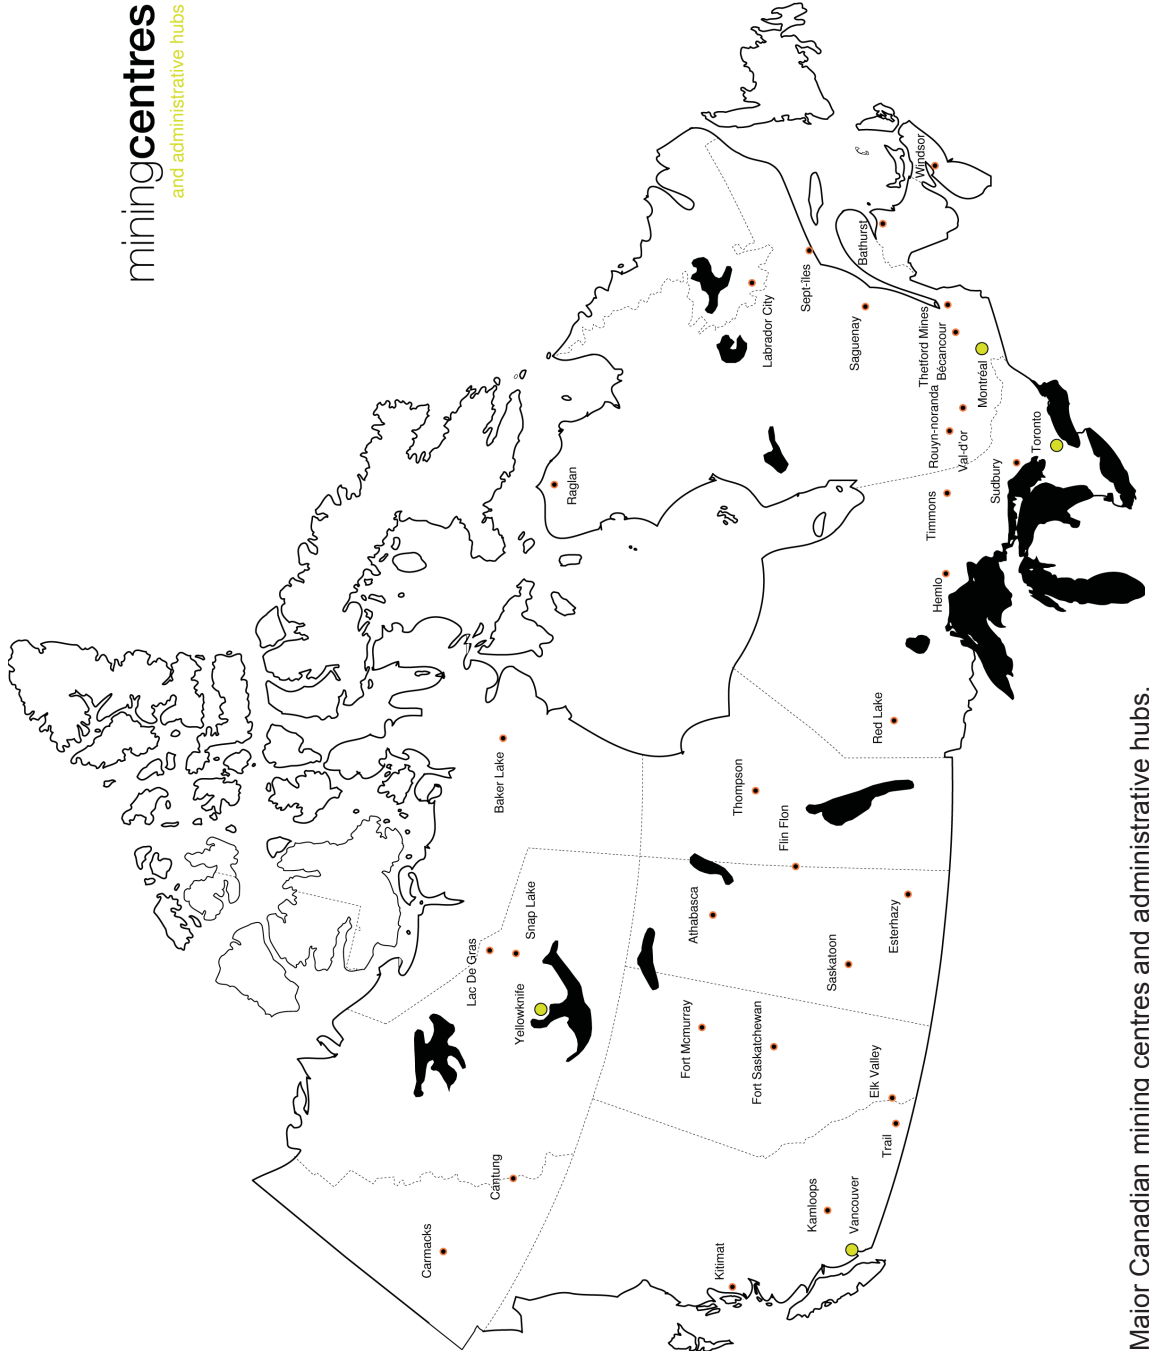 miningcentres
and administrative hubs
Carmacks
Cantung
Yellowknife
Lac De Gras
Snap Lake
Baker Lake
Raglan
Labrador City
Sept-îles
Saguenay
Bathurst
Windsor
Kitimat
Kamloops
Vancouver
Trail
Elk Valley
Fort Mcmurray
Fort Saskatchewan
Athabasca
Saskatoon
Esterhazy
Flin Flon
Thompson
Red Lake
Hemlo
Timmons
Sudbury
Rouyn-noranda
Val-d'or
Toronto
Montréal
Bécancour
Thetford Mines
Major Canadian mining centres and administrative hubs.